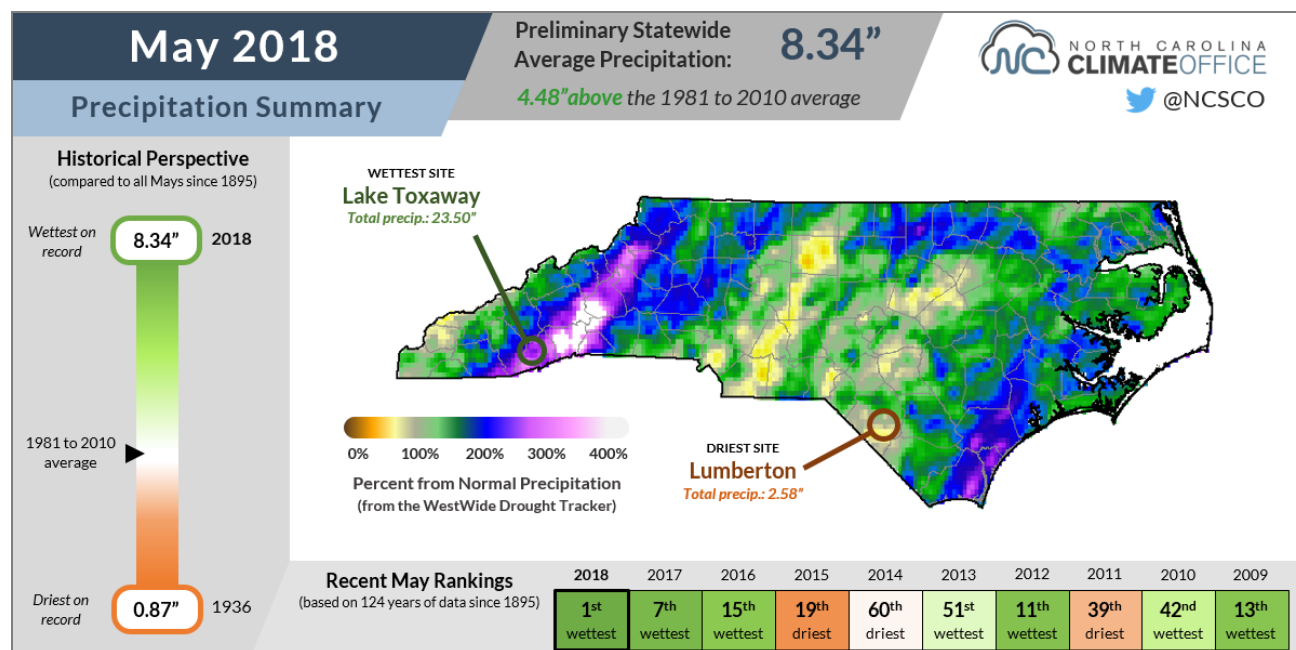 May 2018
Precipitation Summary
Preliminary Statewide
Average Precipitation:
8.34”
4.48”above the 1981 to 2010 average
NC
NORTH CAROLINA
CLIMATEOFFICE
@NCSCO
Historical Perspective
(compared to all Mays since 1895)
Wettest on
record
8.34”
2018
1981 to 2010
average
Driest on
record
0.87”
1936
WETTEST SITE
Lake Toxaway
Total precip.: 23.50”
DRIEST SITE
Lumberton
Total precip.: 2.58”
0% 100% 200% 300% 400%
Percent from Normal Precipitation
(from the WestWide Drought Tracker)
Recent May Rankings
(based on 124 years of data since 1895)
2018 2017 2016 2015 2014 2013 2012 2011 2010 2009
1st 7th 15th 19th 60th 51st 11th 39th 42nd 13th
wettest wettest wettest driest driest wettest wettest driest wettest wettest